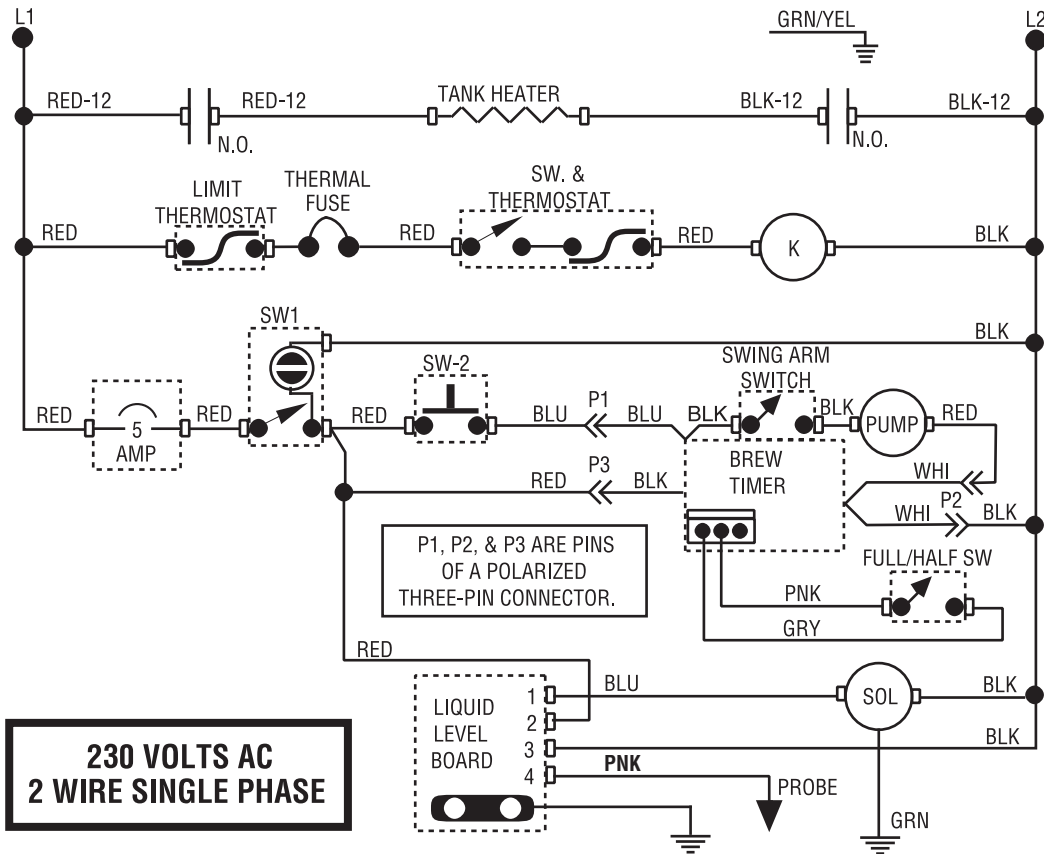 L1
GRN/YEL
L2
RED-12
RED-12
TANK HEATER
BLK-12
BLK-12
N.O.
N.O.
LIMIT
THERMOSTAT
THERMAL
FUSE
SW. &
THERMOSTAT
RED
RED
RED
K
BLK
SW1
BLK
SW-2
SWING ARM
SWITCH
RED
5
AMP
RED
RED
BLU
P1
BLU
BLK
BLK
PUMP
RED
P3
RED
BLK
BREW
TIMER
WHI
WHI
P2
BLK
P1, P2, & P3 ARE PINS
OF A POLARIZED
THREE-PIN CONNECTOR.
FULL/HALF SW
PNK
GRY
RED
LIQUID
LEVEL
BOARD
1
2
3
4
BLU
SOL
BLK
BLK
PNK
PROBE
GRN
230 VOLTS AC
2 WIRE SINGLE PHASE